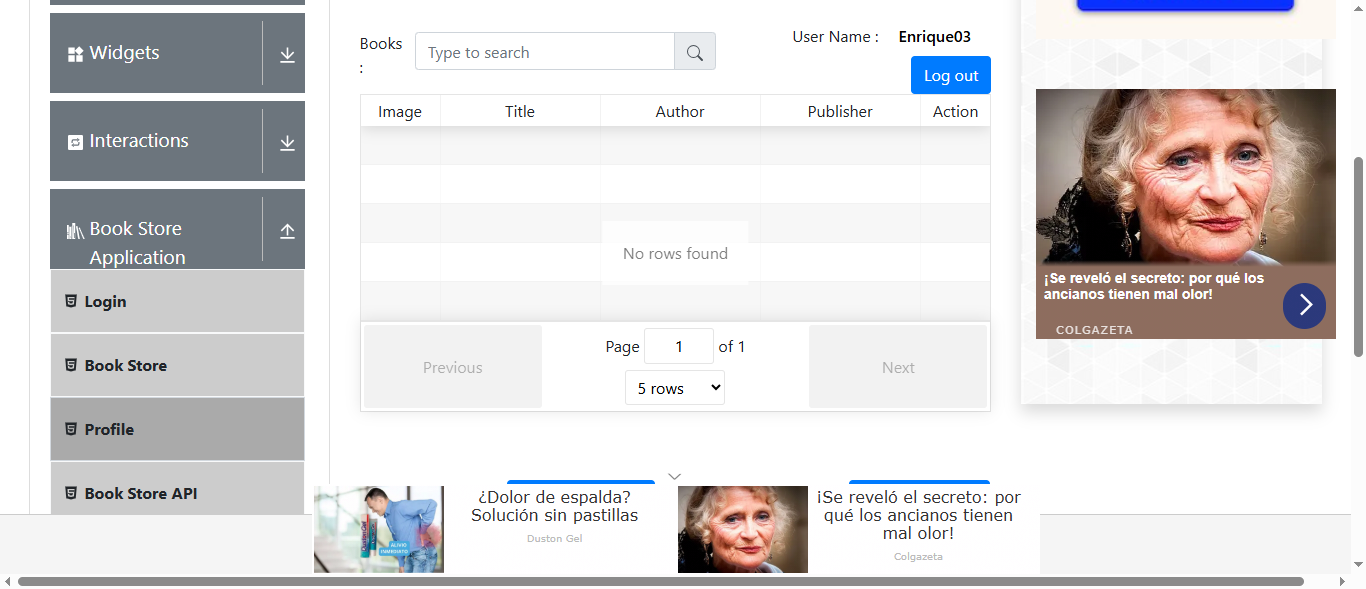 Widgets
Interactions
Book Store
Application
Login
Book Store
Profile
Book Store API
Books
:
Type to search
User Name :
Enrique03
Log out
Image
Title
Author
Publisher
Action
No rows found
Previous
Page
1
of 1
5 rows
Next
¡Se reveló el secreto: por qué los
ancianos tienen mal olor!
COLGAZETA
DustonGel
ALIVIO
INMEDIATO
¿Dolor de espalda?
Solución sin pastillas
Duston Gel
¡Se reveló el secreto: por
qué los ancianos tienen
mal olor!
Colgazeta